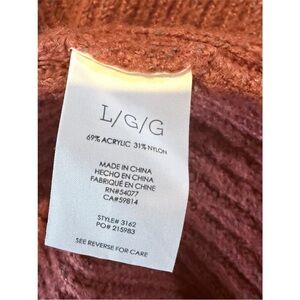 L/G/G
69% ACRYLIC 31% NYLON
MADE IN CHINA
HECHO EN CHINA
FABRIQUÉ EN CHINE
RN#54077
CA#59814
STYLE# 3162
PO# 215983
SEE REVERSE FOR CARE